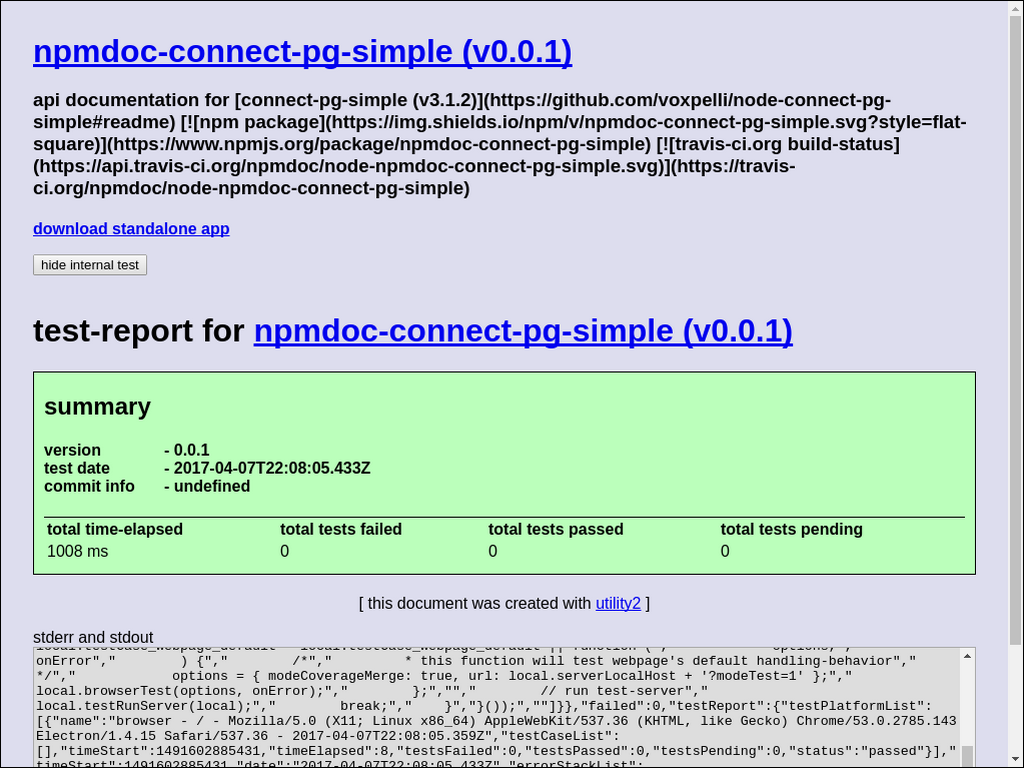 npmdoc-connect-pg-simple (v0.0.1)
api documentation for [connect-pg-simple (v3.1.2)](https://github.com/voxpelli/node-connect-pg-
simple#readme) [![npm package](https://img.shields.io/npm/v/npmdoc-connect-pg-simple.svg?style=flat-
square)](https://www.npmjs.org/package/npmdoc-connect-pg-simple) [![travis-ci.org build-status]
(https://api.travis-ci.org/npmdoc/node-npmdoc-connect-pg-simple.svg)](https://travis-
ci.org/npmdoc/node-npmdoc-connect-pg-simple)
download standalone app
hide internal test
test-report for npmdoc-connect-pg-simple (v0.0.1)
summary
version - 0.0.1
test date - 2017-04-07T22:08:05.433Z
commit info - undefined
total time-elapsed total tests failed total tests passed total tests pending
1008 ms 0 0 0
[ this document was created with utility2 ]
stderr and stdout
onError","        ) {","        /*","         * this function will test webpage's default handling-behavior","
*/","         options = { modeCoverageMerge: true, url: local.serverLocalHost + '?modeTest=1' };","
local.browserTest(options, onError);","        };","","        // run test-server","
local.testRunServer(local);","        break;","    }","}());",""]}},"failed":0,"testReport":{"testPlatformList":
[{"name":"browser - / - Mozilla/5.0 (X11; Linux x86_64) AppleWebKit/537.36 (KHTML, like Gecko) Chrome/53.0.2785.143
Electron/1.4.15 Safari/537.36 - 2017-04-07T22:08:05.359Z","testCaseList":
[],"timeStart":1491602885431,"timeElapsed":8,"testsFailed":0,"testsPassed":0,"testsPending":0,"status":"passed"}],"
timeStart":1491602885431,"date":"2017-04-07T22:08:05.433Z","errorStackList":